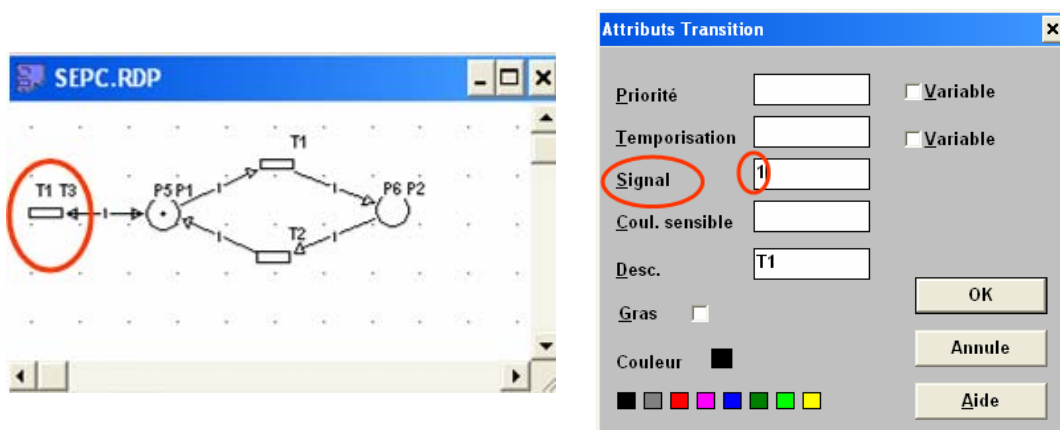 SEPC.RDP
T1
T1 T3
P5 P1
P6 P2
T2
Attributs Transition
Priorité
Variable
Temporisation
Variable
Signal
1
Coul. sensible
Desc.
T1
OK
Gras
Annule
Couleur
Aide